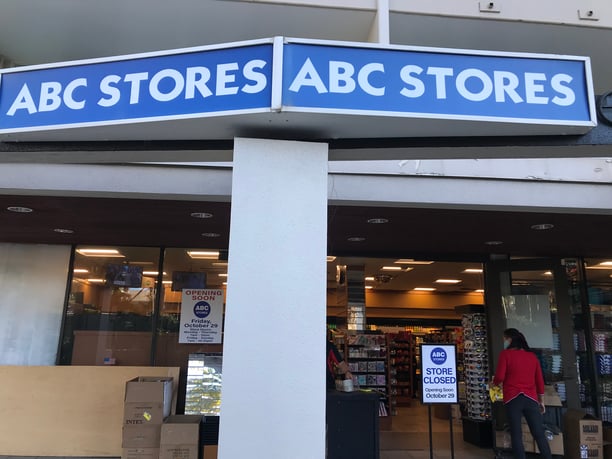 ABC STORES
ABC STORES
OPENING
SOON
ABC
STORES
Friday,
October 29
ABC
STORES
STORE
CLOSED
Opening Soon
October 29